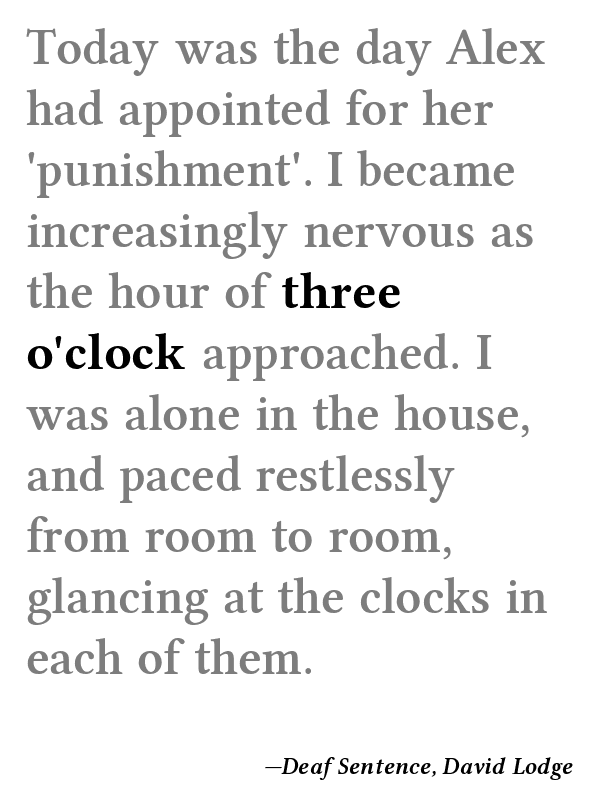 Today was the day Alex
had appointed for her
'punishment'. I became
increasingly nervous as
the hour of three
o'clock approached. I
was alone in the house,
and paced restlessly
from room to room,
glancing at the clocks in
each of them.
—Deaf Sentence, David Lodge